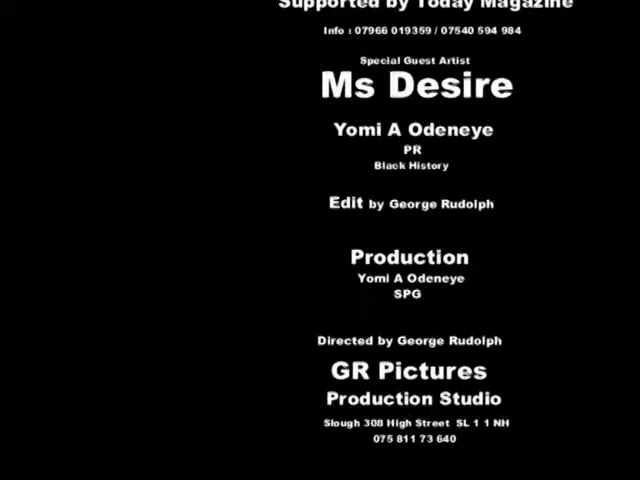 Supported by Today Magazine
Info : 07966 019359 / 07540 594 984
Special Guest Artist
Ms Desire
Yomi A Odeneye
PR
Black History
Edit by George Rudolph
Production
Yomi A Odeneye
SPG
Directed by George Rudolph
GR Pictures
Production Studio
Slough 308 High Street SL 1 1 NH
075 811 73 640